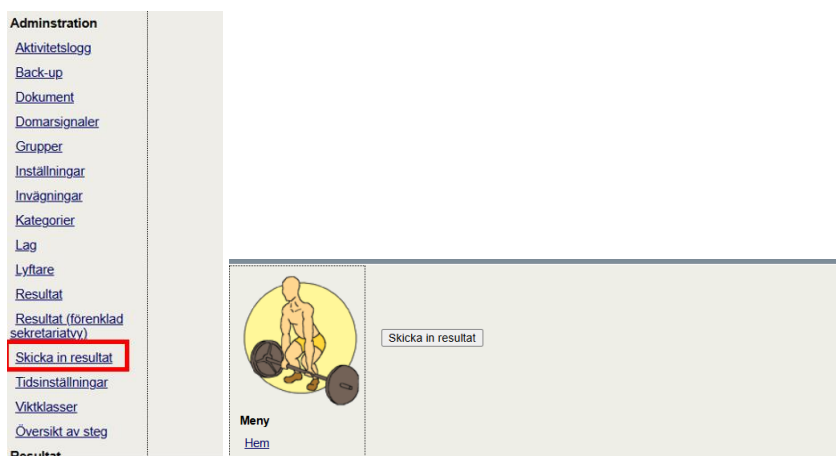 Adminstration
Aktivitetslogg
Back-up
Dokument
Domarsignaler
Grupper
Inställningar
Invägningar
Kategorier
Lag
Lyftare
Resultat
Resultat (förenklad
sekretariatvy)
Skicka in resultat
Tidsinställningar
Viktklasser
Översikt av steg
Resultat
Skicka in resultat
Meny
Hem